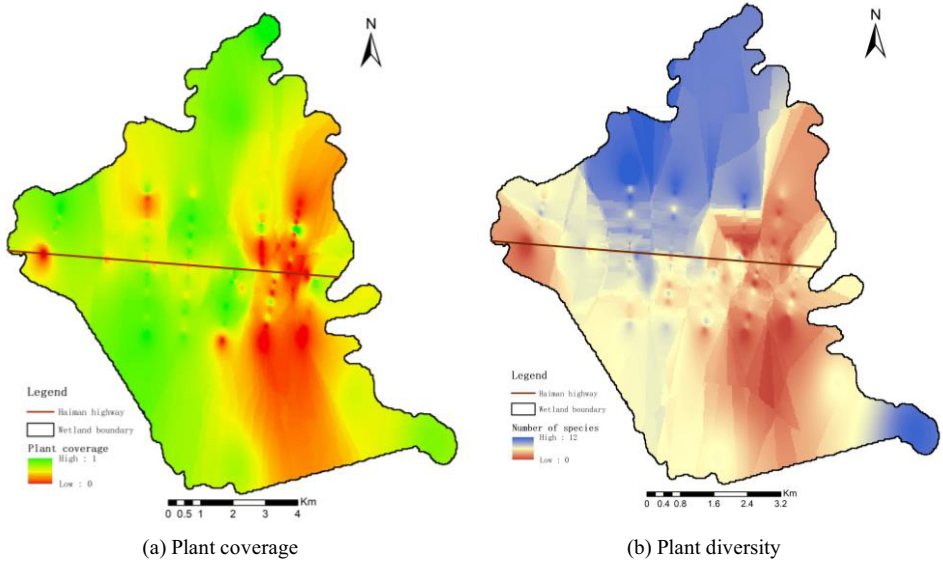 N
Legend
Haiman highway
Wetland boundary
Plant coverage
High : 1
Low : 0
Km
0 0.5 1 2 3 4
(a) Plant coverage
N
Legend
Haiman highway
Wetland boundary
Number of species
High : 12
Low : 0
Km
0 0.4 0.8 1.6 2.4 3.2
(b) Plant diversity